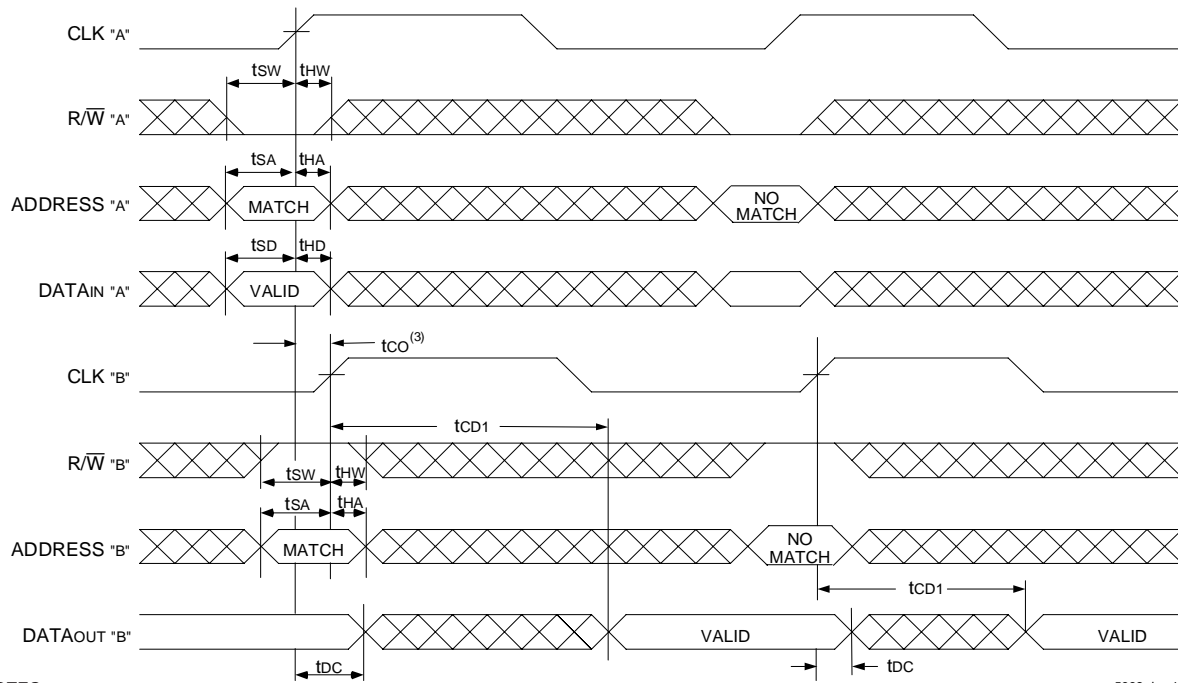 CLK "A"
tSW tHW
R/W̅ "A"
tSA tHA
ADDRESS "A" MATCH NO MATCH
tSD tHD
DATAIN "A" VALID
tCO(3)
CLK "B"
tCD1
R/W̅ "B"
tSW tHW
tSA tHA
ADDRESS "B" MATCH NO MATCH
tCD1
DATAOUT "B" VALID VALID
tDC tDC